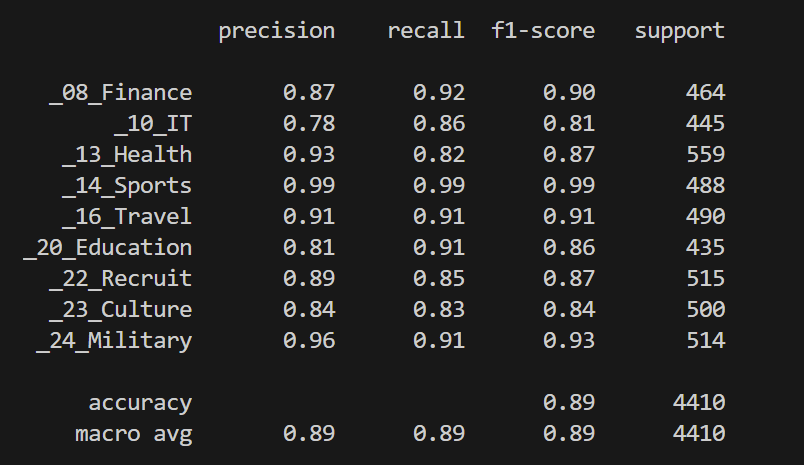 precision recall f1-score support
_08_Finance 0.87 0.92 0.90 464
_10_IT 0.78 0.86 0.81 445
_13_Health 0.93 0.82 0.87 559
_14_Sports 0.99 0.99 0.99 488
_16_Travel 0.91 0.91 0.91 490
_20_Education 0.81 0.91 0.86 435
_22_Recruit 0.89 0.85 0.87 515
_23_Culture 0.84 0.83 0.84 500
_24_Military 0.96 0.91 0.93 514
accuracy 0.89 4410
macro avg 0.89 0.89 0.89 4410